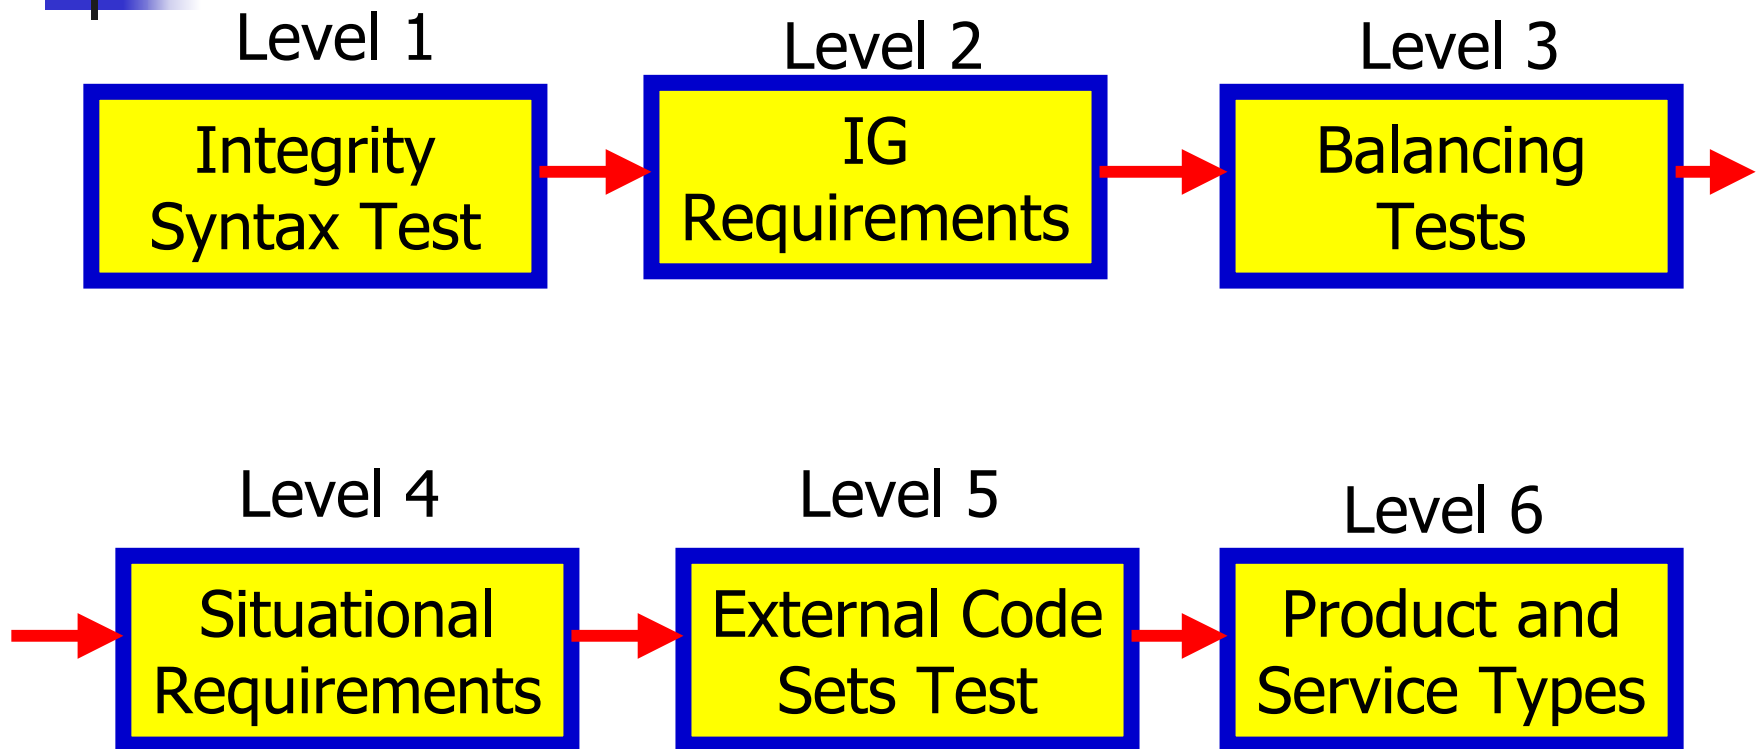 Level 1
Integrity
Syntax Test
Level 2
IG
Requirements
Level 3
Balancing
Tests
Level 4
Situational
Requirements
Level 5
External Code
Sets Test
Level 6
Product and
Service Types